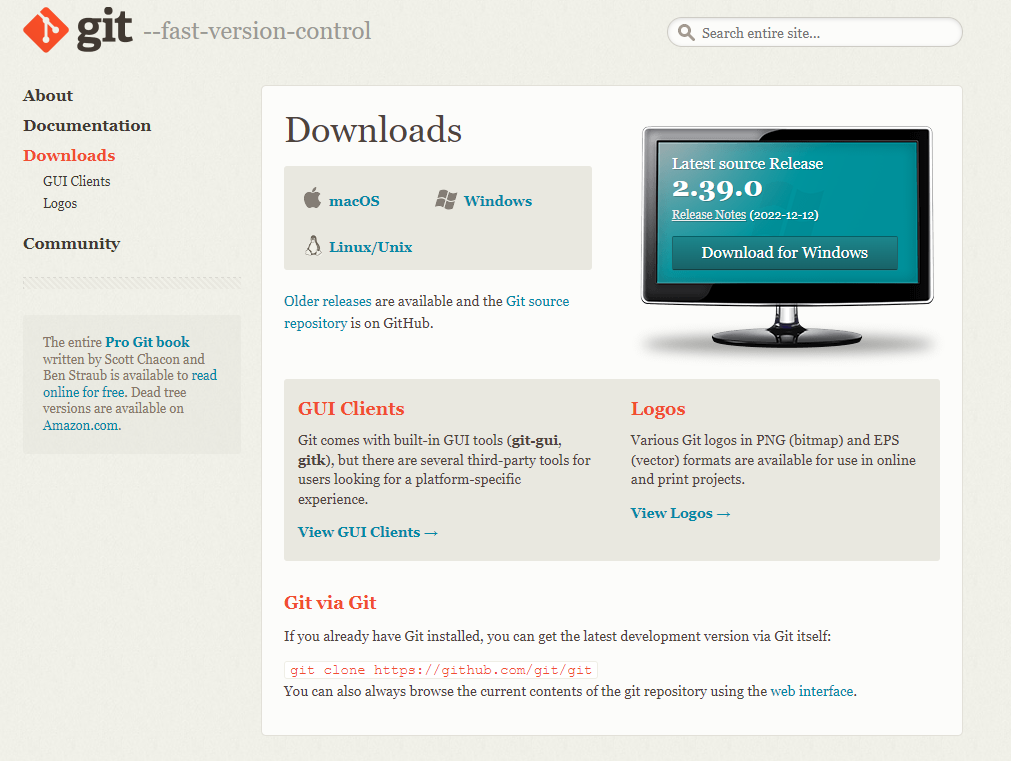 git --fast-version-control
Search entire site...
About
Documentation
Downloads
GUI Clients
Logos
Community
The entire Pro Git book
written by Scott Chacon and
Ben Straub is available to read
online for free. Dead tree
versions are available on
Amazon.com.
Downloads
macOS
Windows
Linux/Unix
Older releases are available and the Git source
repository is on GitHub.
Latest source Release
2.39.0
Release Notes (2022-12-12)
Download for Windows
GUI Clients
Git comes with built-in GUI tools (git-gui,
gitk), but there are several third-party tools for
users looking for a platform-specific
experience.
View GUI Clients →
Logos
Various Git logos in PNG (bitmap) and EPS
(vector) formats are available for use in online
and print projects.
View Logos →
Git via Git
If you already have Git installed, you can get the latest development version via Git itself:
git clone https://github.com/git/git
You can also always browse the current contents of the git repository using the web interface.